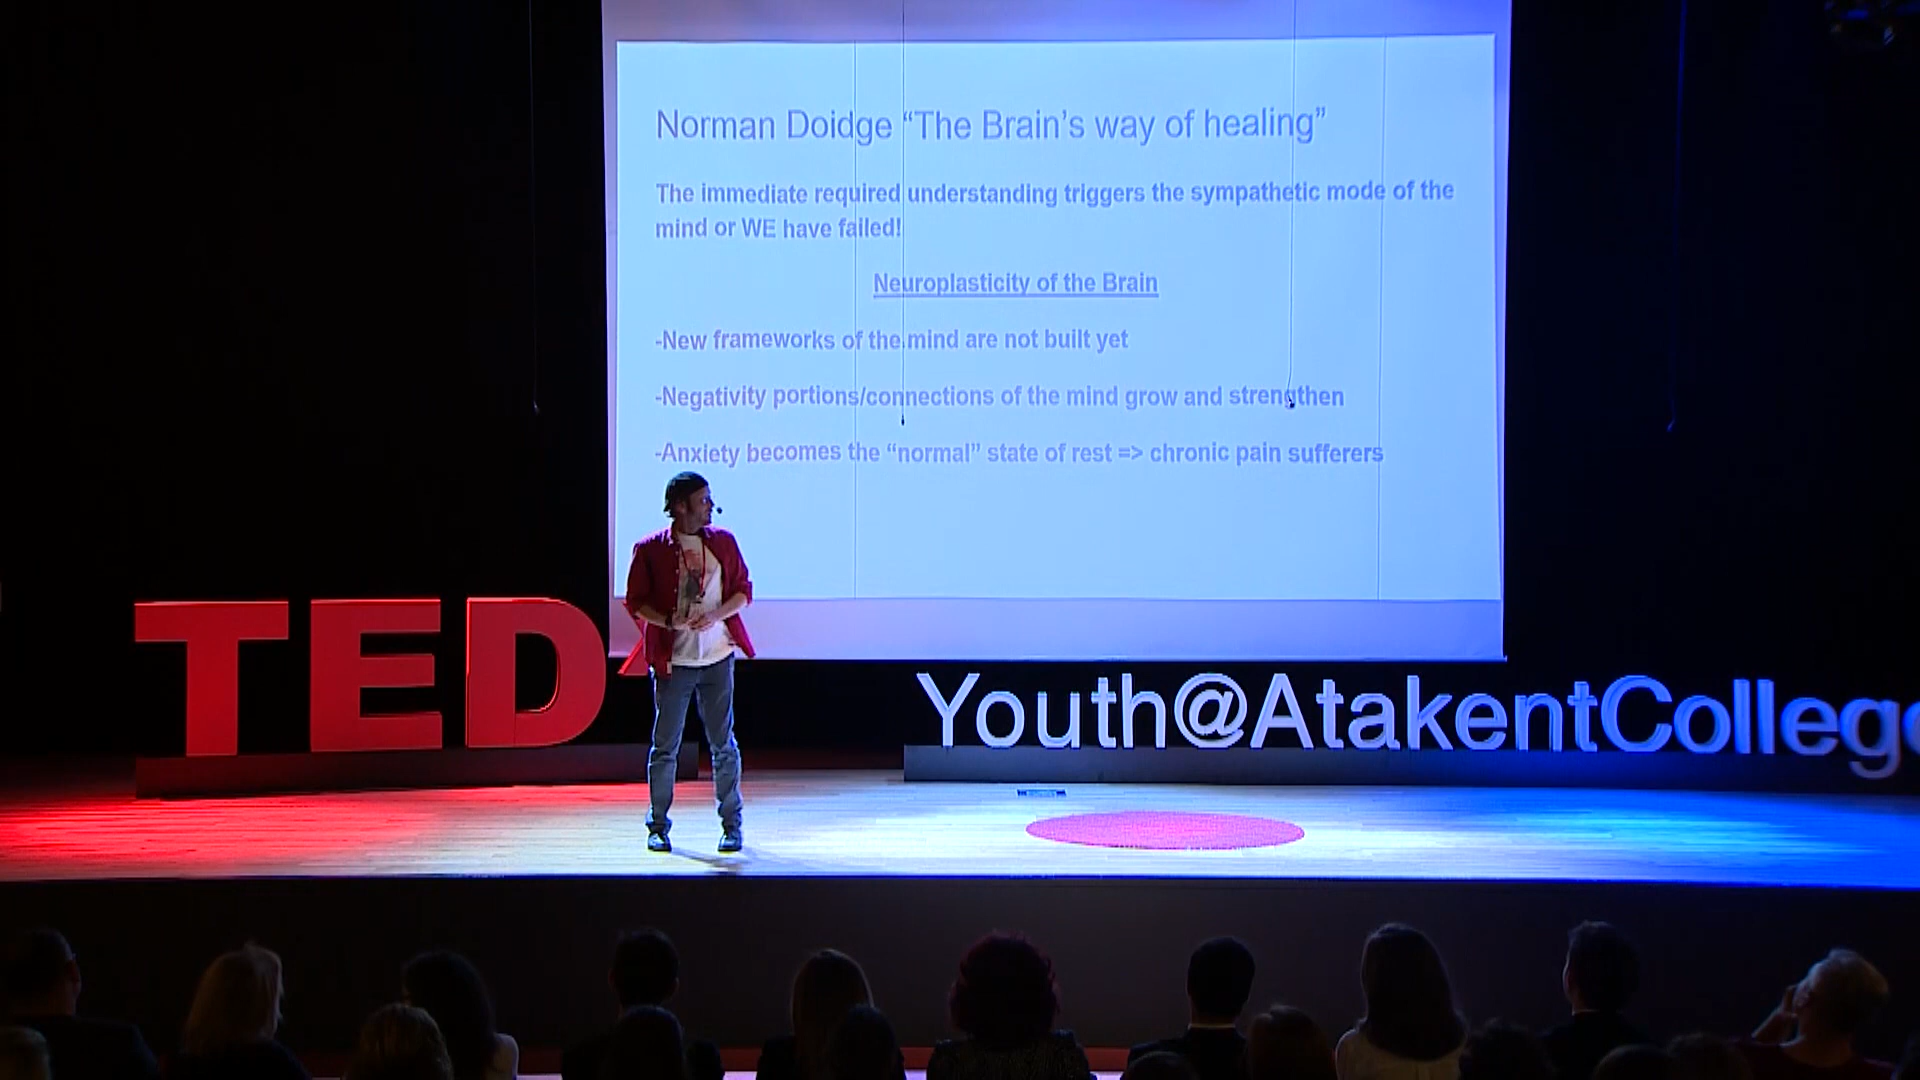 Norman Doidge “The Brain’s way of healing”
The immediate required understanding triggers the sympathetic mode of the
mind or WE have failed!
Neuroplasticity of the Brain
-New frameworks of the mind are not built yet
-Negativity portions/connections of the mind grow and strengthen
-Anxiety becomes the “normal” state of rest => chronic pain sufferers
TEDx
Youth@AtakentCollege